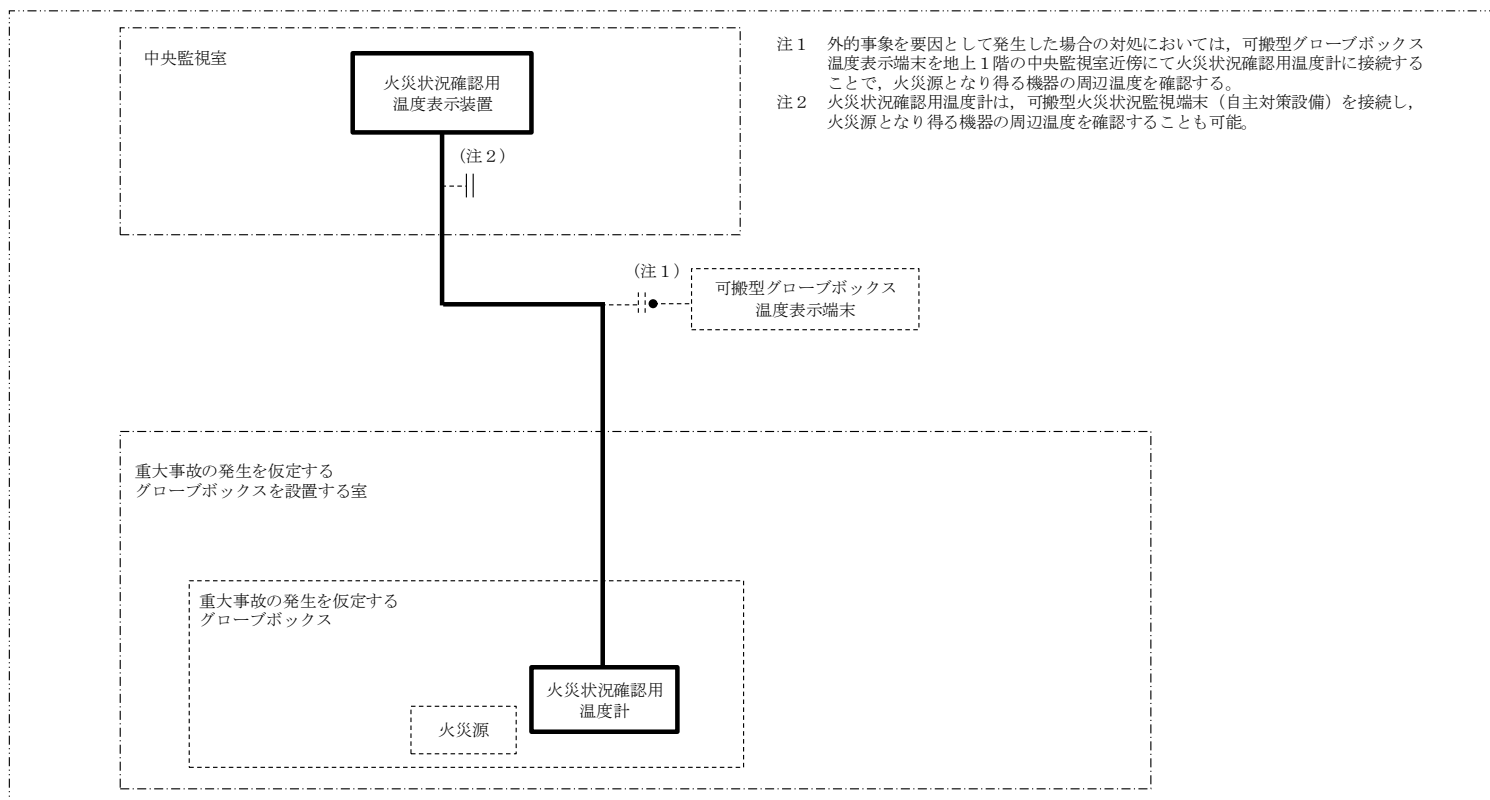 中央監視室
火災状況確認用
温度表示装置
(注2)
注1 外的事象を要因として発生した場合の対処においては，可搬型グローブボックス
温度表示端末を地上1階の中央監視室近傍にて火災状況確認用温度計に接続する
ことで，火災源となり得る機器の周辺温度を確認する。
注2 火災状況確認用温度計は，可搬型火災状況監視端末（自主対策設備）を接続し，
火災源となり得る機器の周辺温度を確認することも可能。
(注1)
可搬型グローブボックス
温度表示端末
重大事故の発生を仮定する
グローブボックスを設置する室
重大事故の発生を仮定する
グローブボックス
火災状況確認用
温度計
火災源